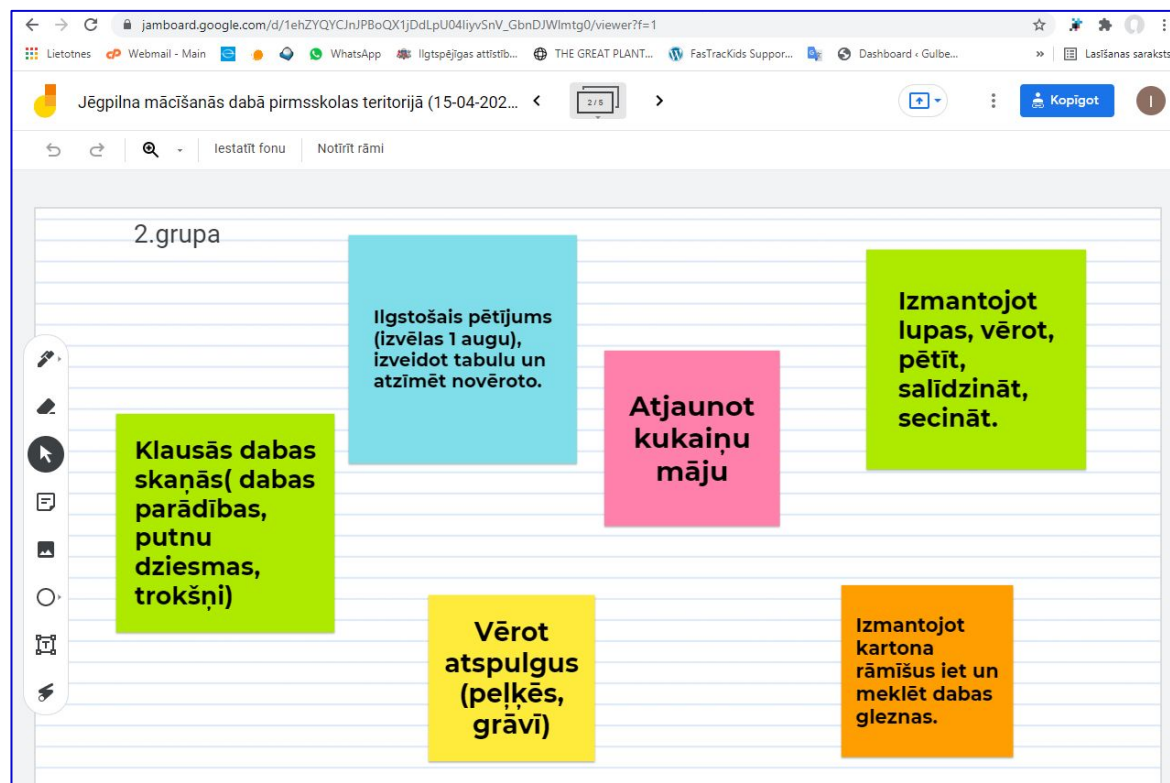 jamboard.google.com/d/1ehZYQYCJnJPBoQX1jDdLpU04IiyvSnV_GbnDJWlmtg0/viewer?f=1
Lietotnes Webmail - Main WhatsApp Ilgtspējīgas attīstīb... THE GREAT PLANT... FasTracKids Suppor... Dashboard ‹ Gulbe... » Lasīšanas saraksts
Jēgpilna mācīšanās dabā pirmsskolas teritorijā (15-04-202... 2/5 Kopīgot I
Iestatīt fonu Notīrīt rāmi
2.grupa
Ilgstošais pētījums
(izvēlas 1 augu),
izveidot tabulu un
atzīmēt novēroto.
Izmantojot
lupas, vērot,
pētīt,
salīdzināt,
secināt.
Atjaunot
kukaiņu
māju
Klausās dabas
skaņās( dabas
parādības,
putnu
dziesmas,
trokšņi)
Vērot
atspulgus
(peļķēs,
grāvī)
Izmantojot
kartona
rāmīšus iet un
meklēt dabas
gleznas.